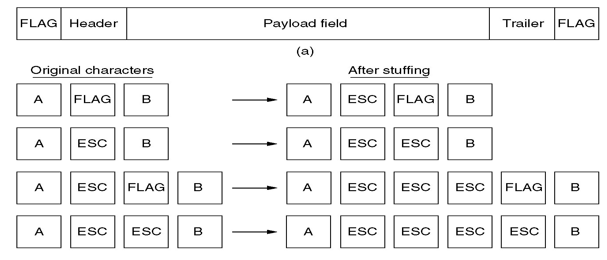 FLAG Header Payload field Trailer FLAG
(a)
Original characters After stuffing
A FLAG B A ESC FLAG B
A ESC B A ESC ESC B
A ESC FLAG B A ESC ESC ESC FLAG B
A ESC ESC B A ESC ESC ESC ESC B